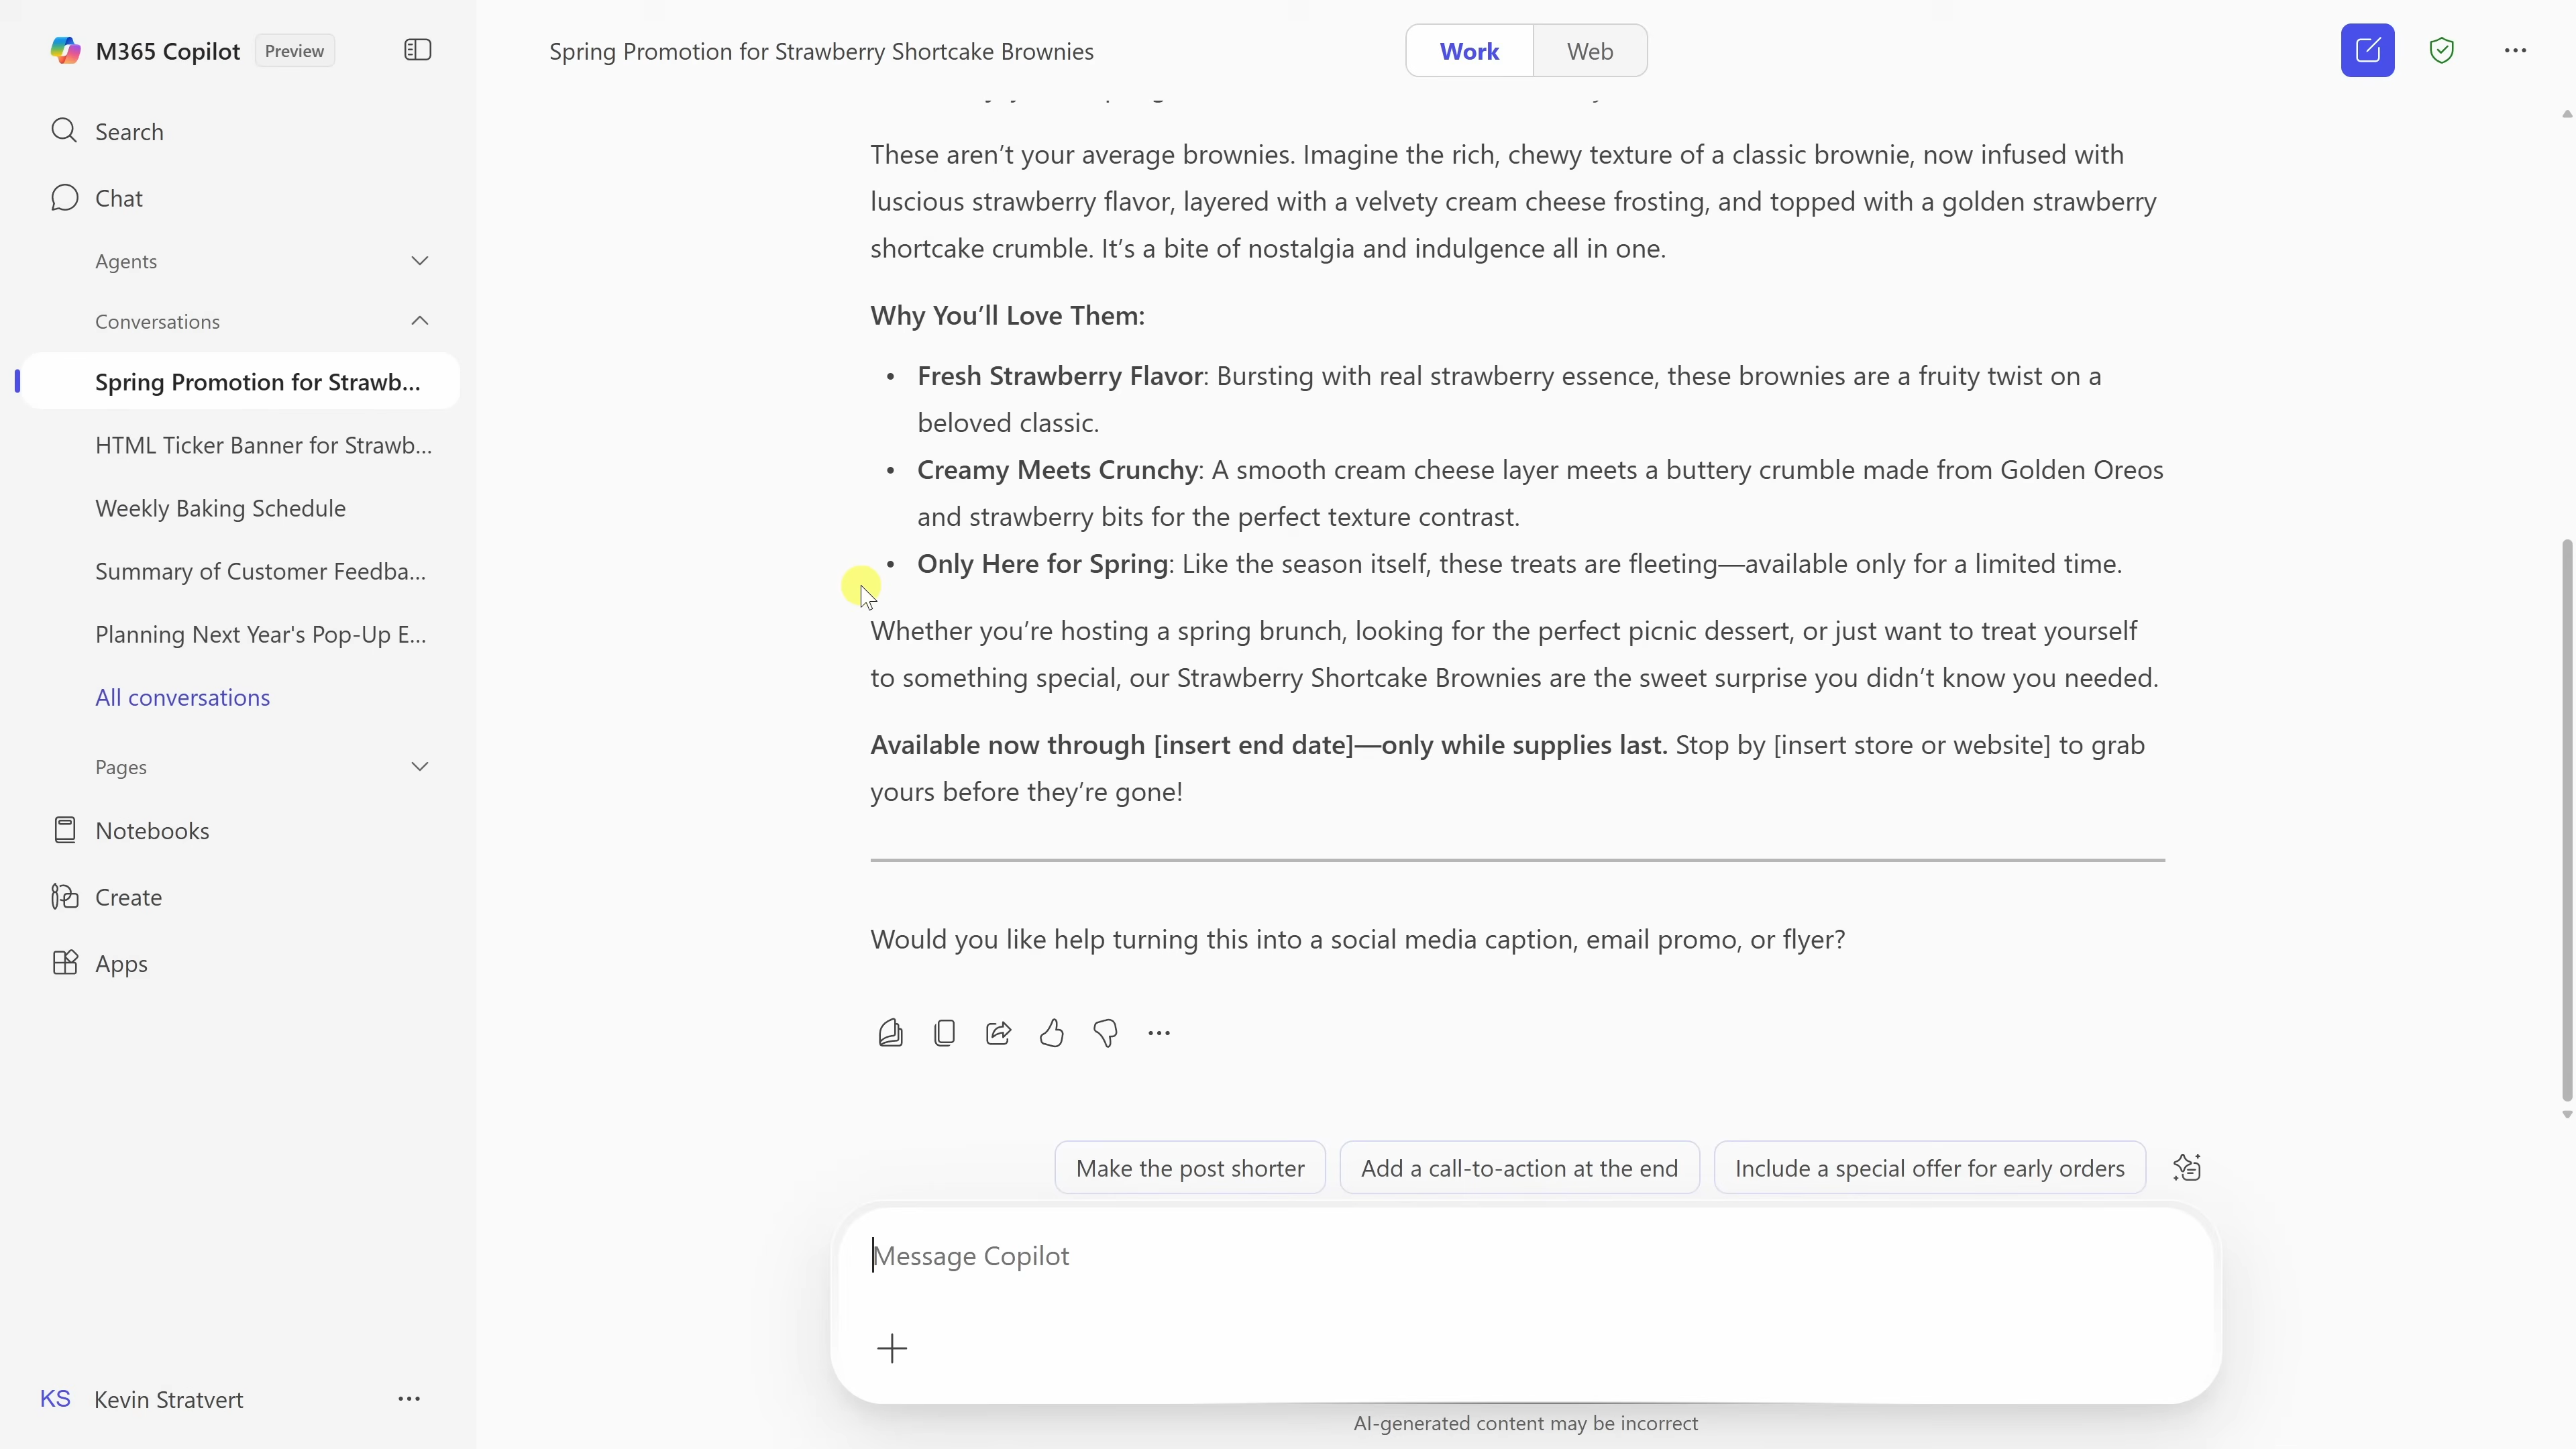 M365 Copilot Preview
Search
Chat
Agents
Conversations
Spring Promotion for Strawb...
HTML Ticker Banner for Strawb...
Weekly Baking Schedule
Summary of Customer Feedba...
Planning Next Year's Pop-Up E...
All conversations
Pages
Notebooks
Create
Apps
KS Kevin Stratvert
Spring Promotion for Strawberry Shortcake Brownies
Work Web
These aren't your average brownies. Imagine the rich, chewy texture of a classic brownie, now infused with
luscious strawberry flavor, layered with a velvety cream cheese frosting, and topped with a golden strawberry
shortcake crumble. It's a bite of nostalgia and indulgence all in one.
Why You'll Love Them:
• Fresh Strawberry Flavor: Bursting with real strawberry essence, these brownies are a fruity twist on a
beloved classic.
• Creamy Meets Crunchy: A smooth cream cheese layer meets a buttery crumble made from Golden Oreos
and strawberry bits for the perfect texture contrast.
• Only Here for Spring: Like the season itself, these treats are fleeting—available only for a limited time.
Whether you're hosting a spring brunch, looking for the perfect picnic dessert, or just want to treat yourself
to something special, our Strawberry Shortcake Brownies are the sweet surprise you didn't know you needed.
Available now through [insert end date]—only while supplies last. Stop by [insert store or website] to grab
yours before they're gone!
Would you like help turning this into a social media caption, email promo, or flyer?
Make the post shorter Add a call-to-action at the end Include a special offer for early orders
Message Copilot
AI-generated content may be incorrect